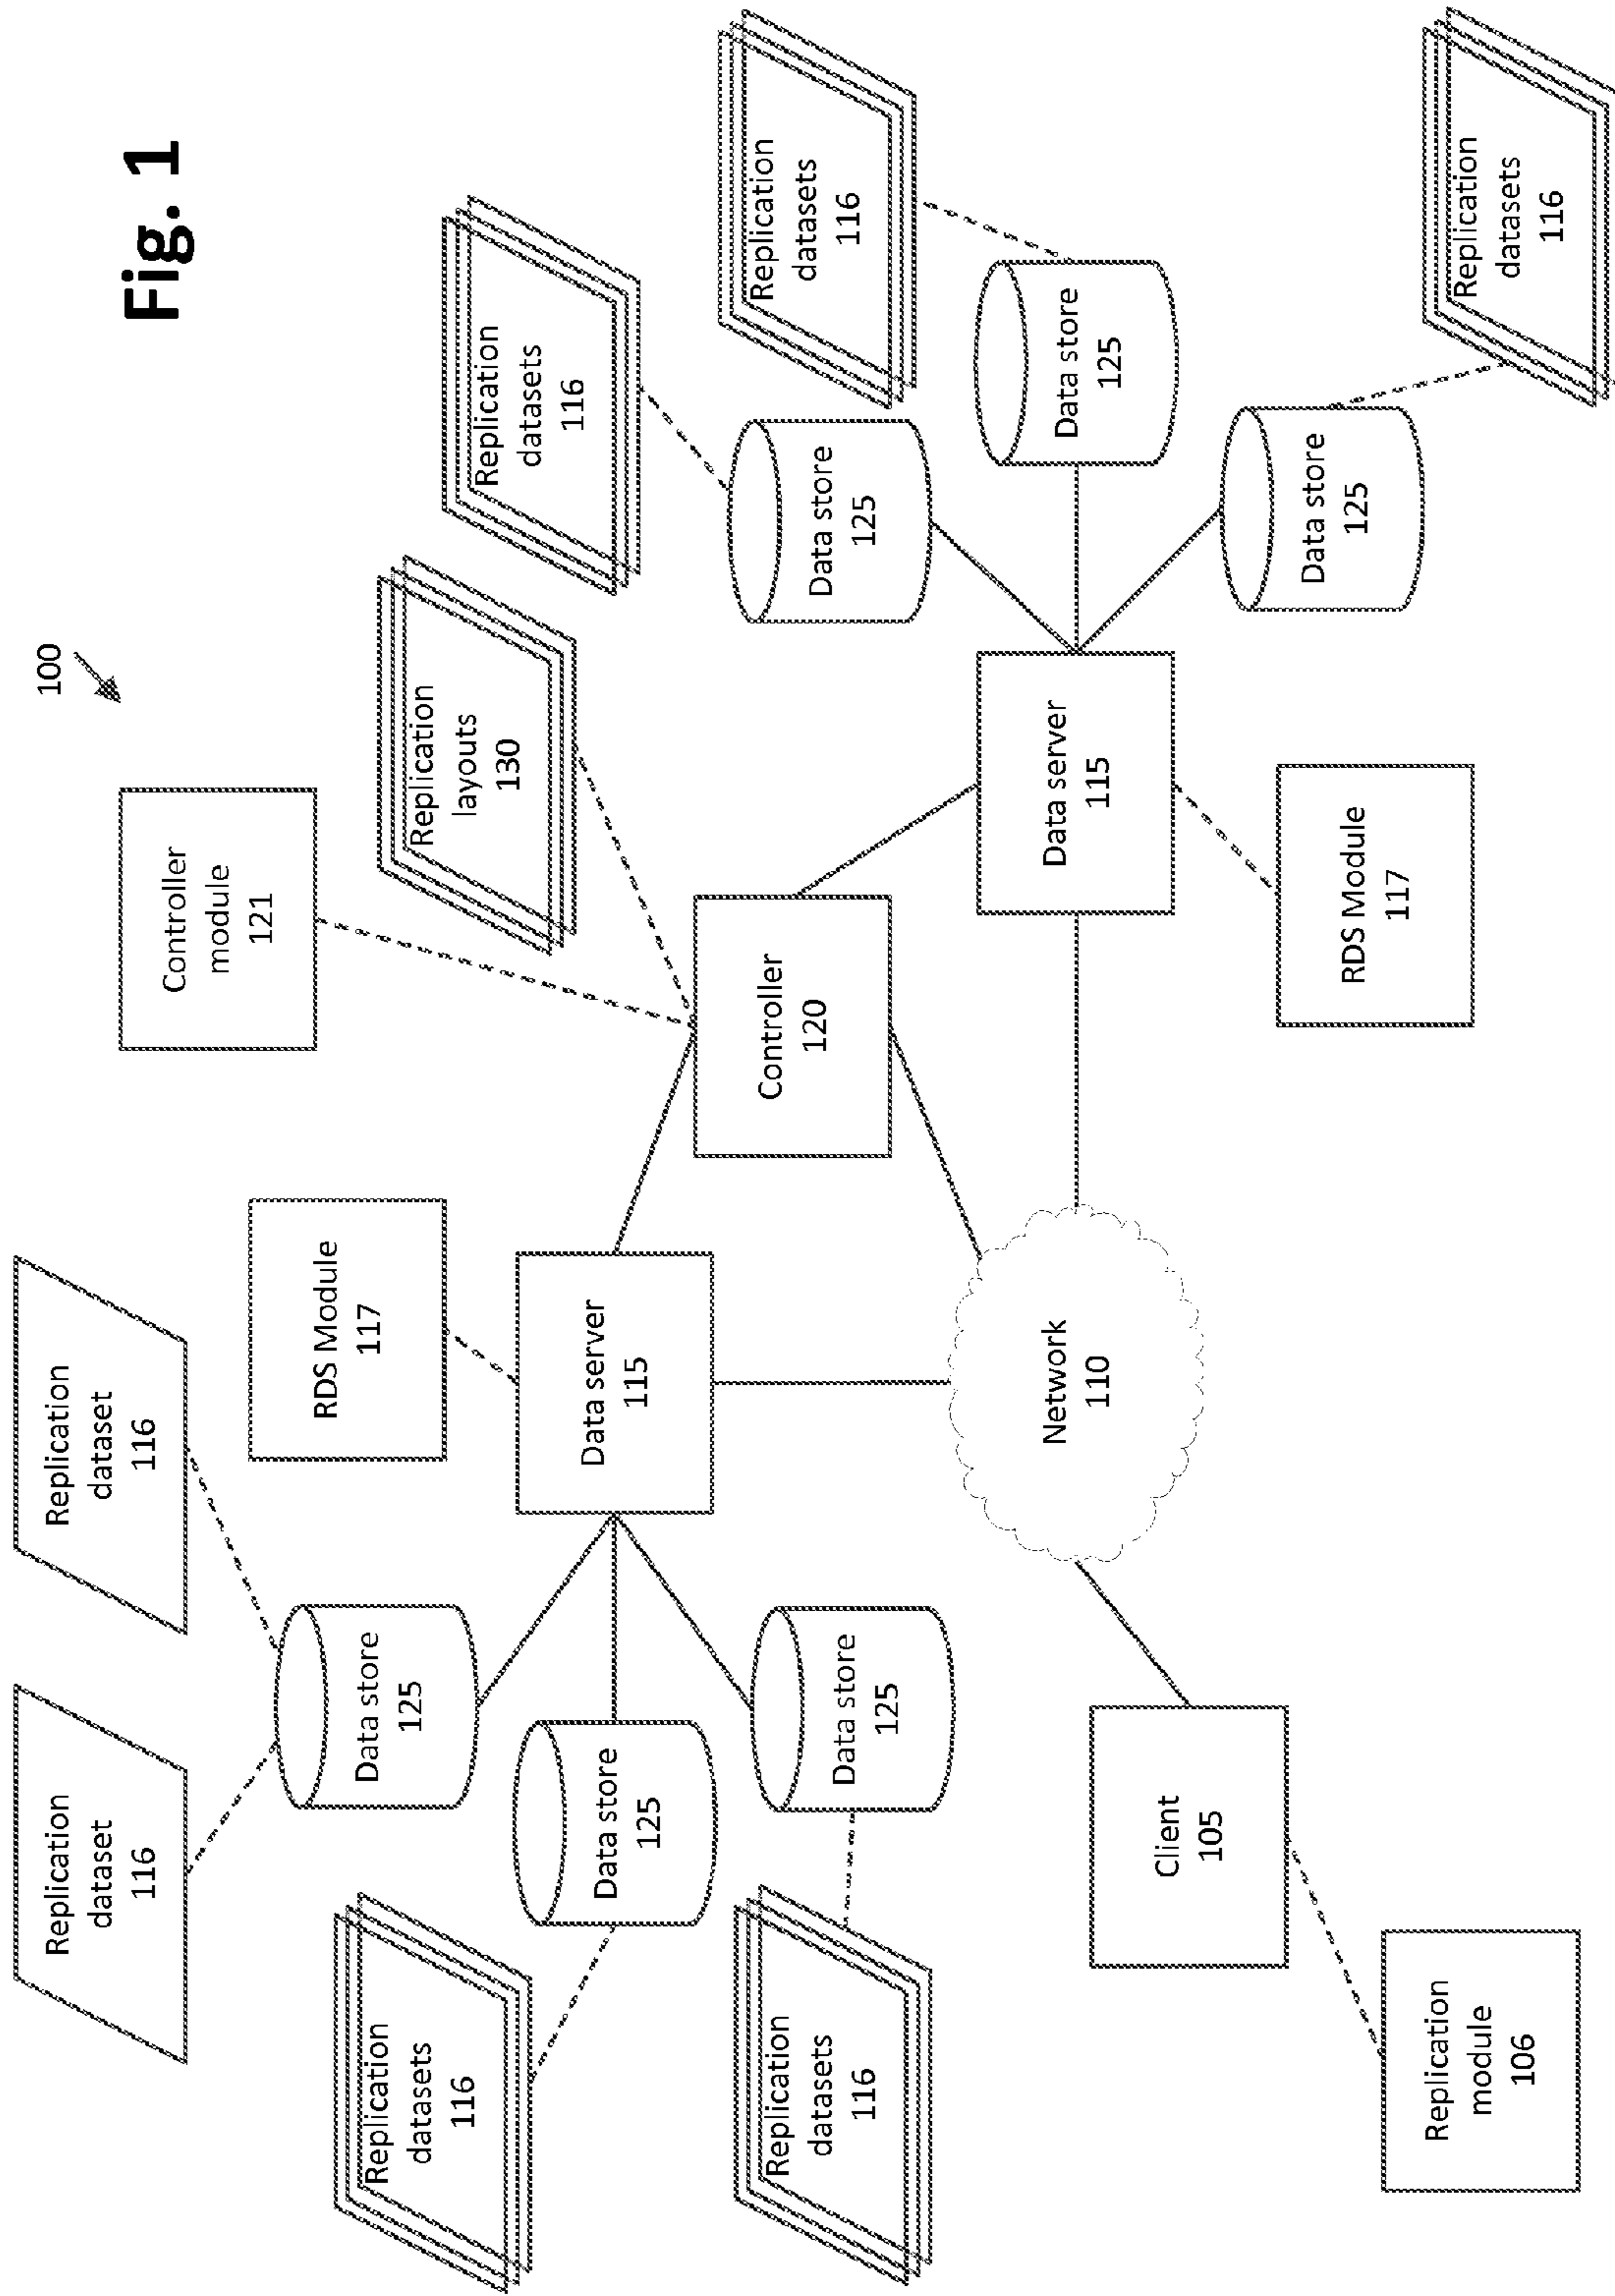 Replication
dataset
116
Replication
dataset
116
100
Fig. 1
Controller
module
121
RDS Module
117
Data store
125
Replication
datasets
116
Replication
layouts
130
Replication
datasets
116
Data store
125
Data server
115
Controller
120
Replication
datasets
116
Data store
125
Data store
125
Replication
datasets
116
Network
110
Data server
115
Data store
125
Client
105
RDS Module
117
Data store
125
Replication
module
106
Replication
datasets
116